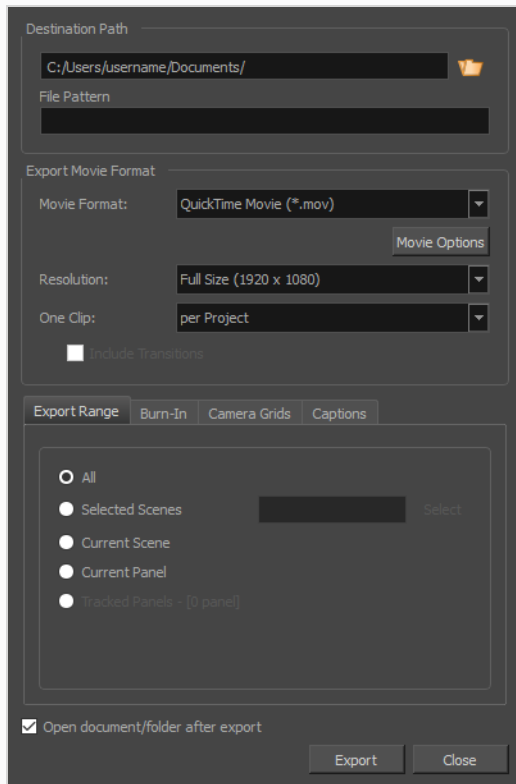 Destination Path
C:/Users/username/Documents/
File Pattern
Export Movie Format
Movie Format: QuickTime Movie (*.mov)
Movie Options
Resolution: Full Size (1920 x 1080)
One Clip: per Project
Include Transitions
Export Range Burn-In Camera Grids Captions
All
Selected Scenes Select
Current Scene
Current Panel
Tracked Panels - [0 panel]
Open document/folder after export
Export Close